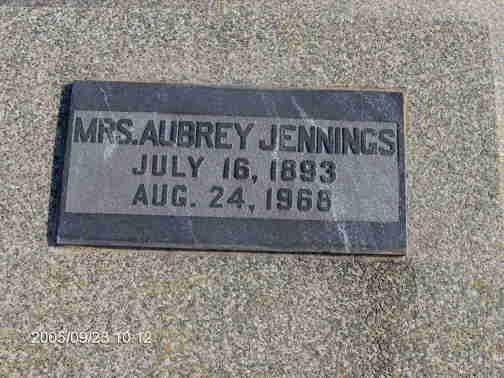 MRS. AUBREY JENNINGS
JULY 16, 1893
AUG. 24, 1968
2005/09/23 10:12